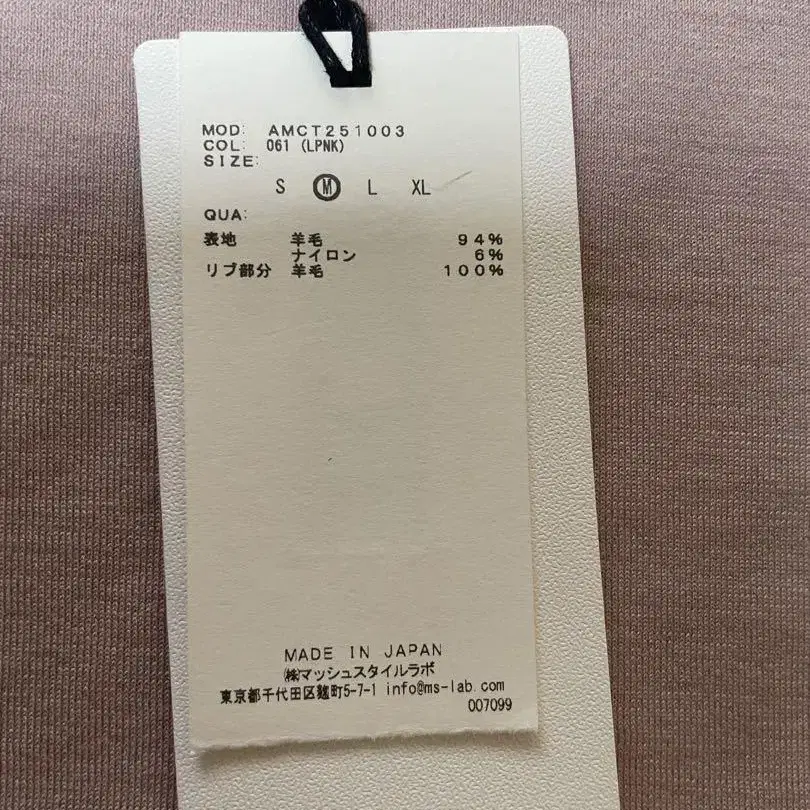 MOD: AMCT251003
COL: 061 (LPNK)
SIZE:
S M L XL
QUA:
表地 羊毛 94%
ナイロン 6%
リブ部分 羊毛 100%
MADE IN JAPAN
㈱マッシュスタイルラボ
東京都千代田区麹町5-7-1 info@ms-lab.com
007099